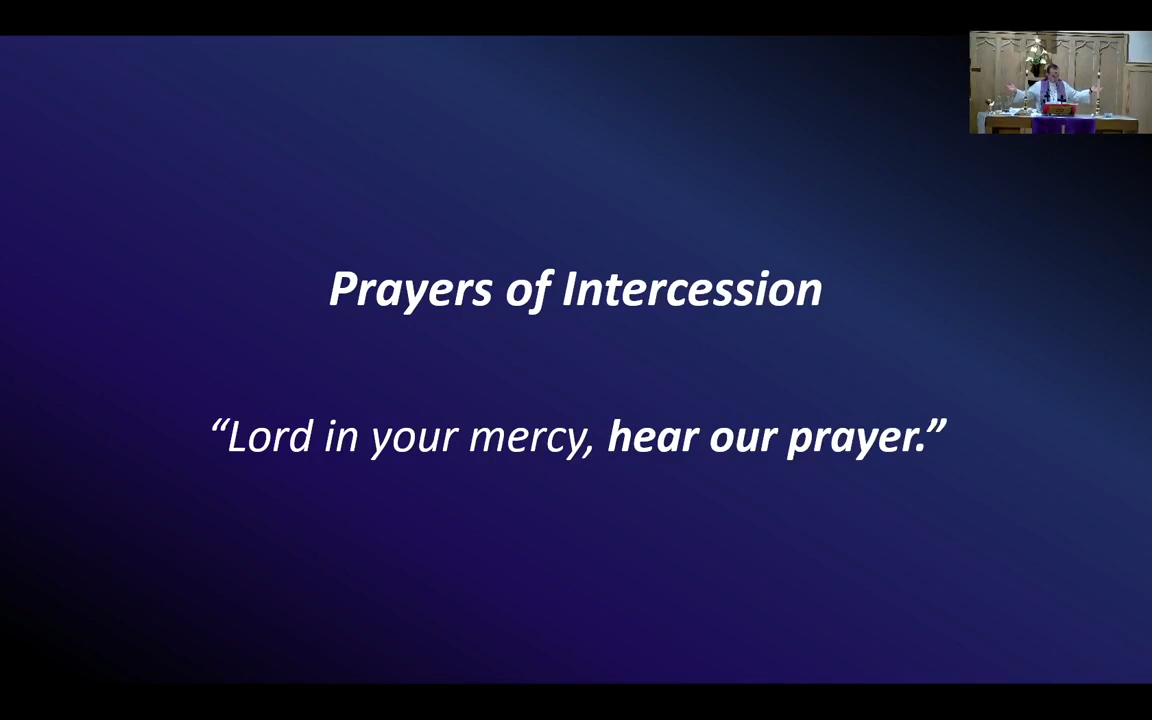 Prayers of Intercession
“Lord in your mercy, hear our prayer.”